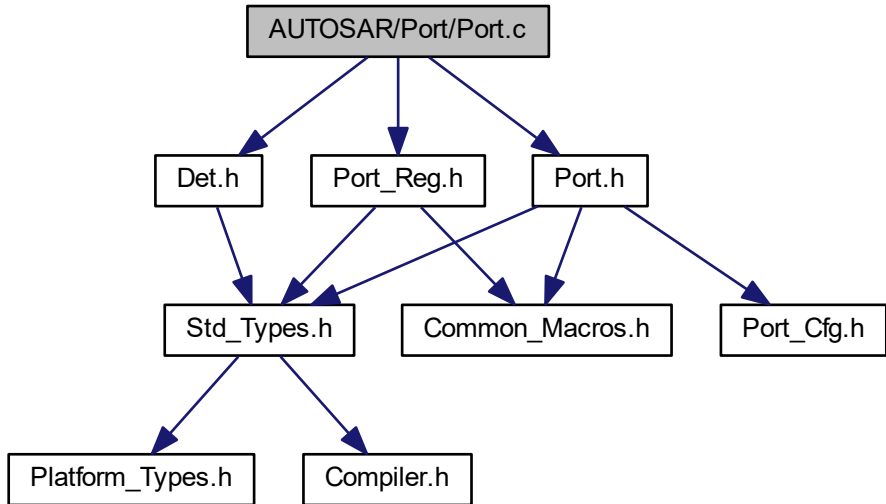 AUTOSAR/Port/Port.c
Det.h
Port_Reg.h
Port.h
Std_Types.h
Common_Macros.h
Port_Cfg.h
Platform_Types.h
Compiler.h